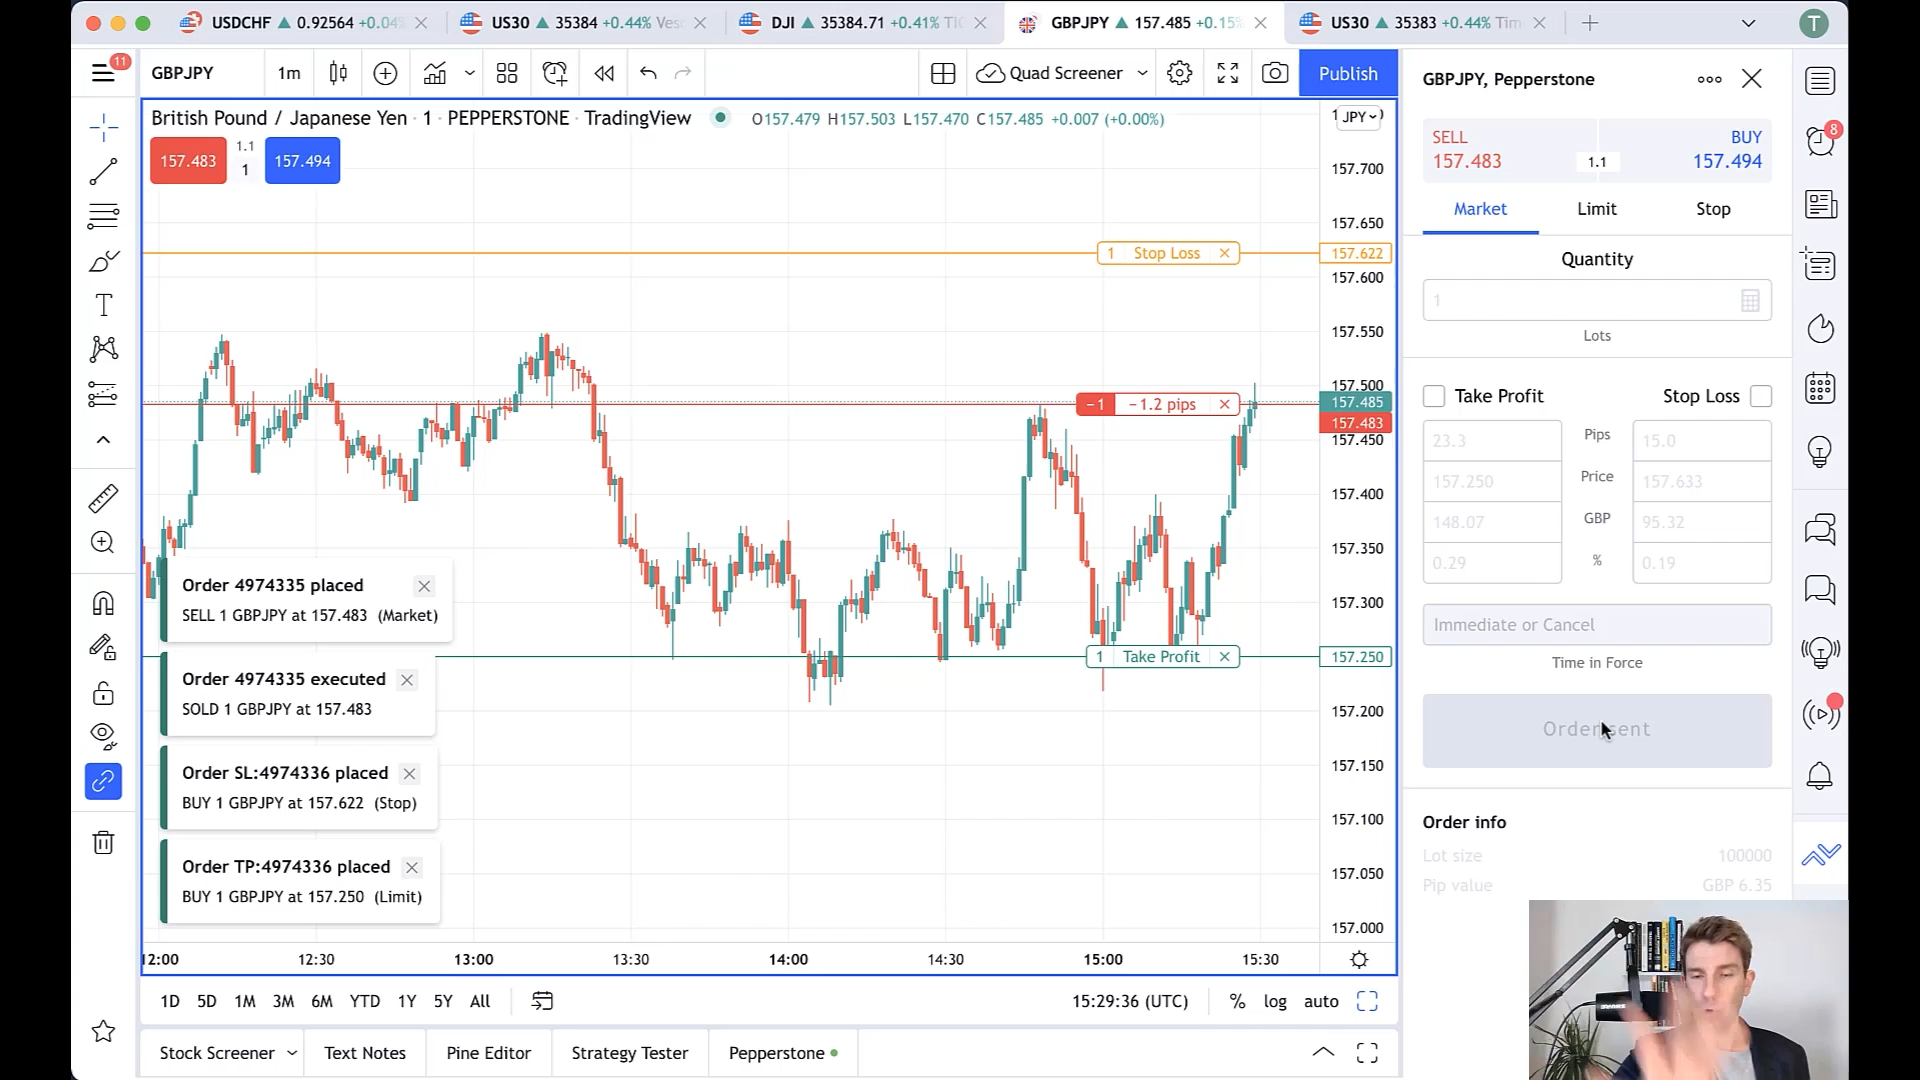 USDCHF ▲ 0.92564 +0.04%
US30 ▲ 35384 +0.44% Ves
DJI ▲ 35384.71 +0.41% TIC
GBPJPY ▲ 157.485 +0.15%
US30 ▲ 35383 +0.44% Tim
T
11
GBPJPY
1m
Quad Screener
Publish
GBPJPY, Pepperstone
British Pound / Japanese Yen · 1 · PEPPERSTONE · TradingView
O157.479 H157.503 L157.470 C157.485 +0.007 (+0.00%)
JPY
157.483
1.1
1
157.494
SELL
157.483
1.1
BUY
157.494
8
Market
Limit
Stop
157.700
157.650
1 Stop Loss
157.622
157.600
157.550
157.500
−1 −1.2 pips
157.485
157.483
157.450
157.400
157.350
157.300
1 Take Profit
157.250
157.200
157.150
157.100
157.050
157.000
Quantity
1
Lots
Take Profit
Stop Loss
23.3
Pips
15.0
157.250
Price
157.633
148.07
GBP
95.32
0.29
%
0.19
Immediate or Cancel
Time in Force
Order sent
Order info
Lot size 100000
Pip value GBP 6.35
Order 4974335 placed
SELL 1 GBPJPY at 157.483 (Market)
Order 4974335 executed
SOLD 1 GBPJPY at 157.483
Order SL:4974336 placed
BUY 1 GBPJPY at 157.622 (Stop)
Order TP:4974336 placed
BUY 1 GBPJPY at 157.250 (Limit)
12:00 12:30 13:00 13:30 14:00 14:30 15:00 15:30
1D 5D 1M 3M 6M YTD 1Y 5Y All
15:29:36 (UTC)
% log auto
Stock Screener
Text Notes
Pine Editor
Strategy Tester
Pepperstone